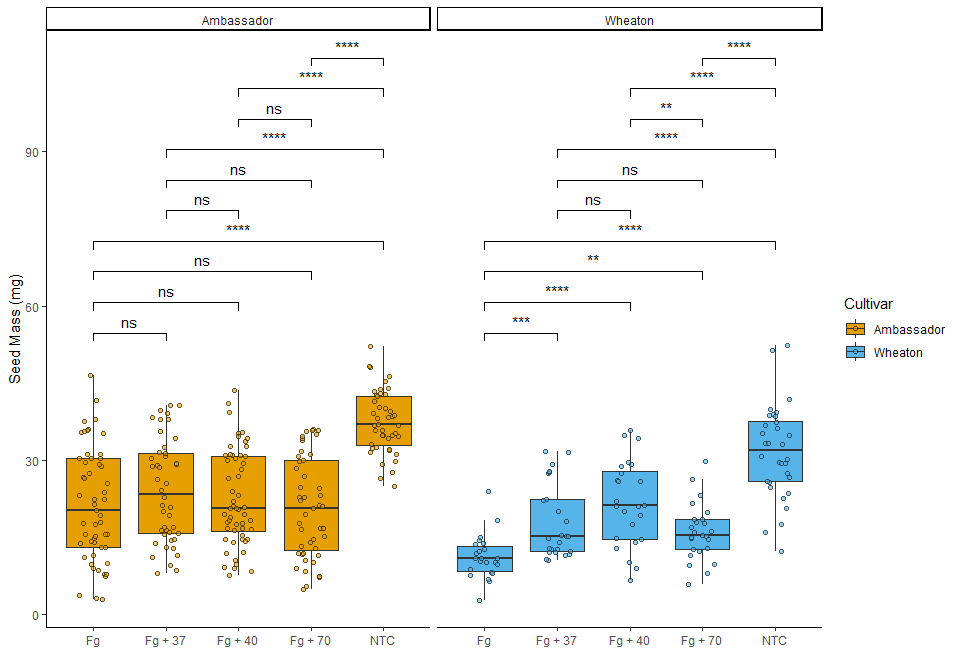 Ambassador Wheaton
**** ****
**** ****
ns **
**** ****
ns ns
ns ns
**** ****
ns **
ns ****
ns ***
90
60
30
0
Seed Mass (mg)
Fg Fg + 37 Fg + 40 Fg + 70 NTC Fg Fg + 37 Fg + 40 Fg + 70 NTC
Cultivar
Ambassador
Wheaton